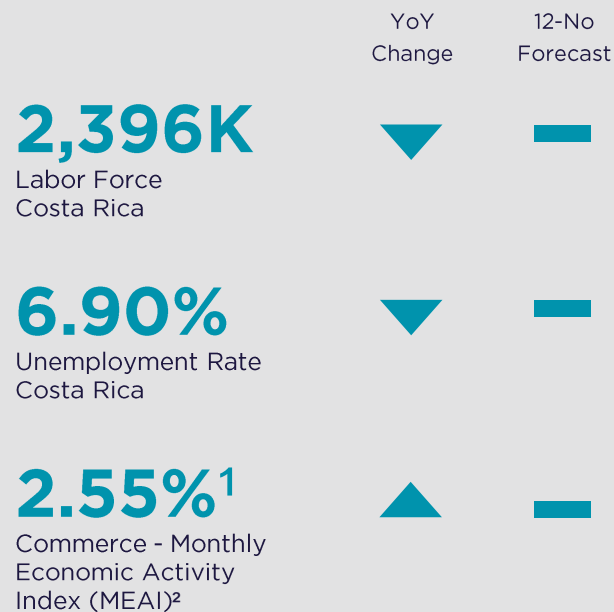 YoY
Change
12-No
Forecast
2,396K
Labor Force
Costa Rica
6.90%
Unemployment Rate
Costa Rica
2.55%¹
Commerce - Monthly
Economic Activity
Index (MEAI)²